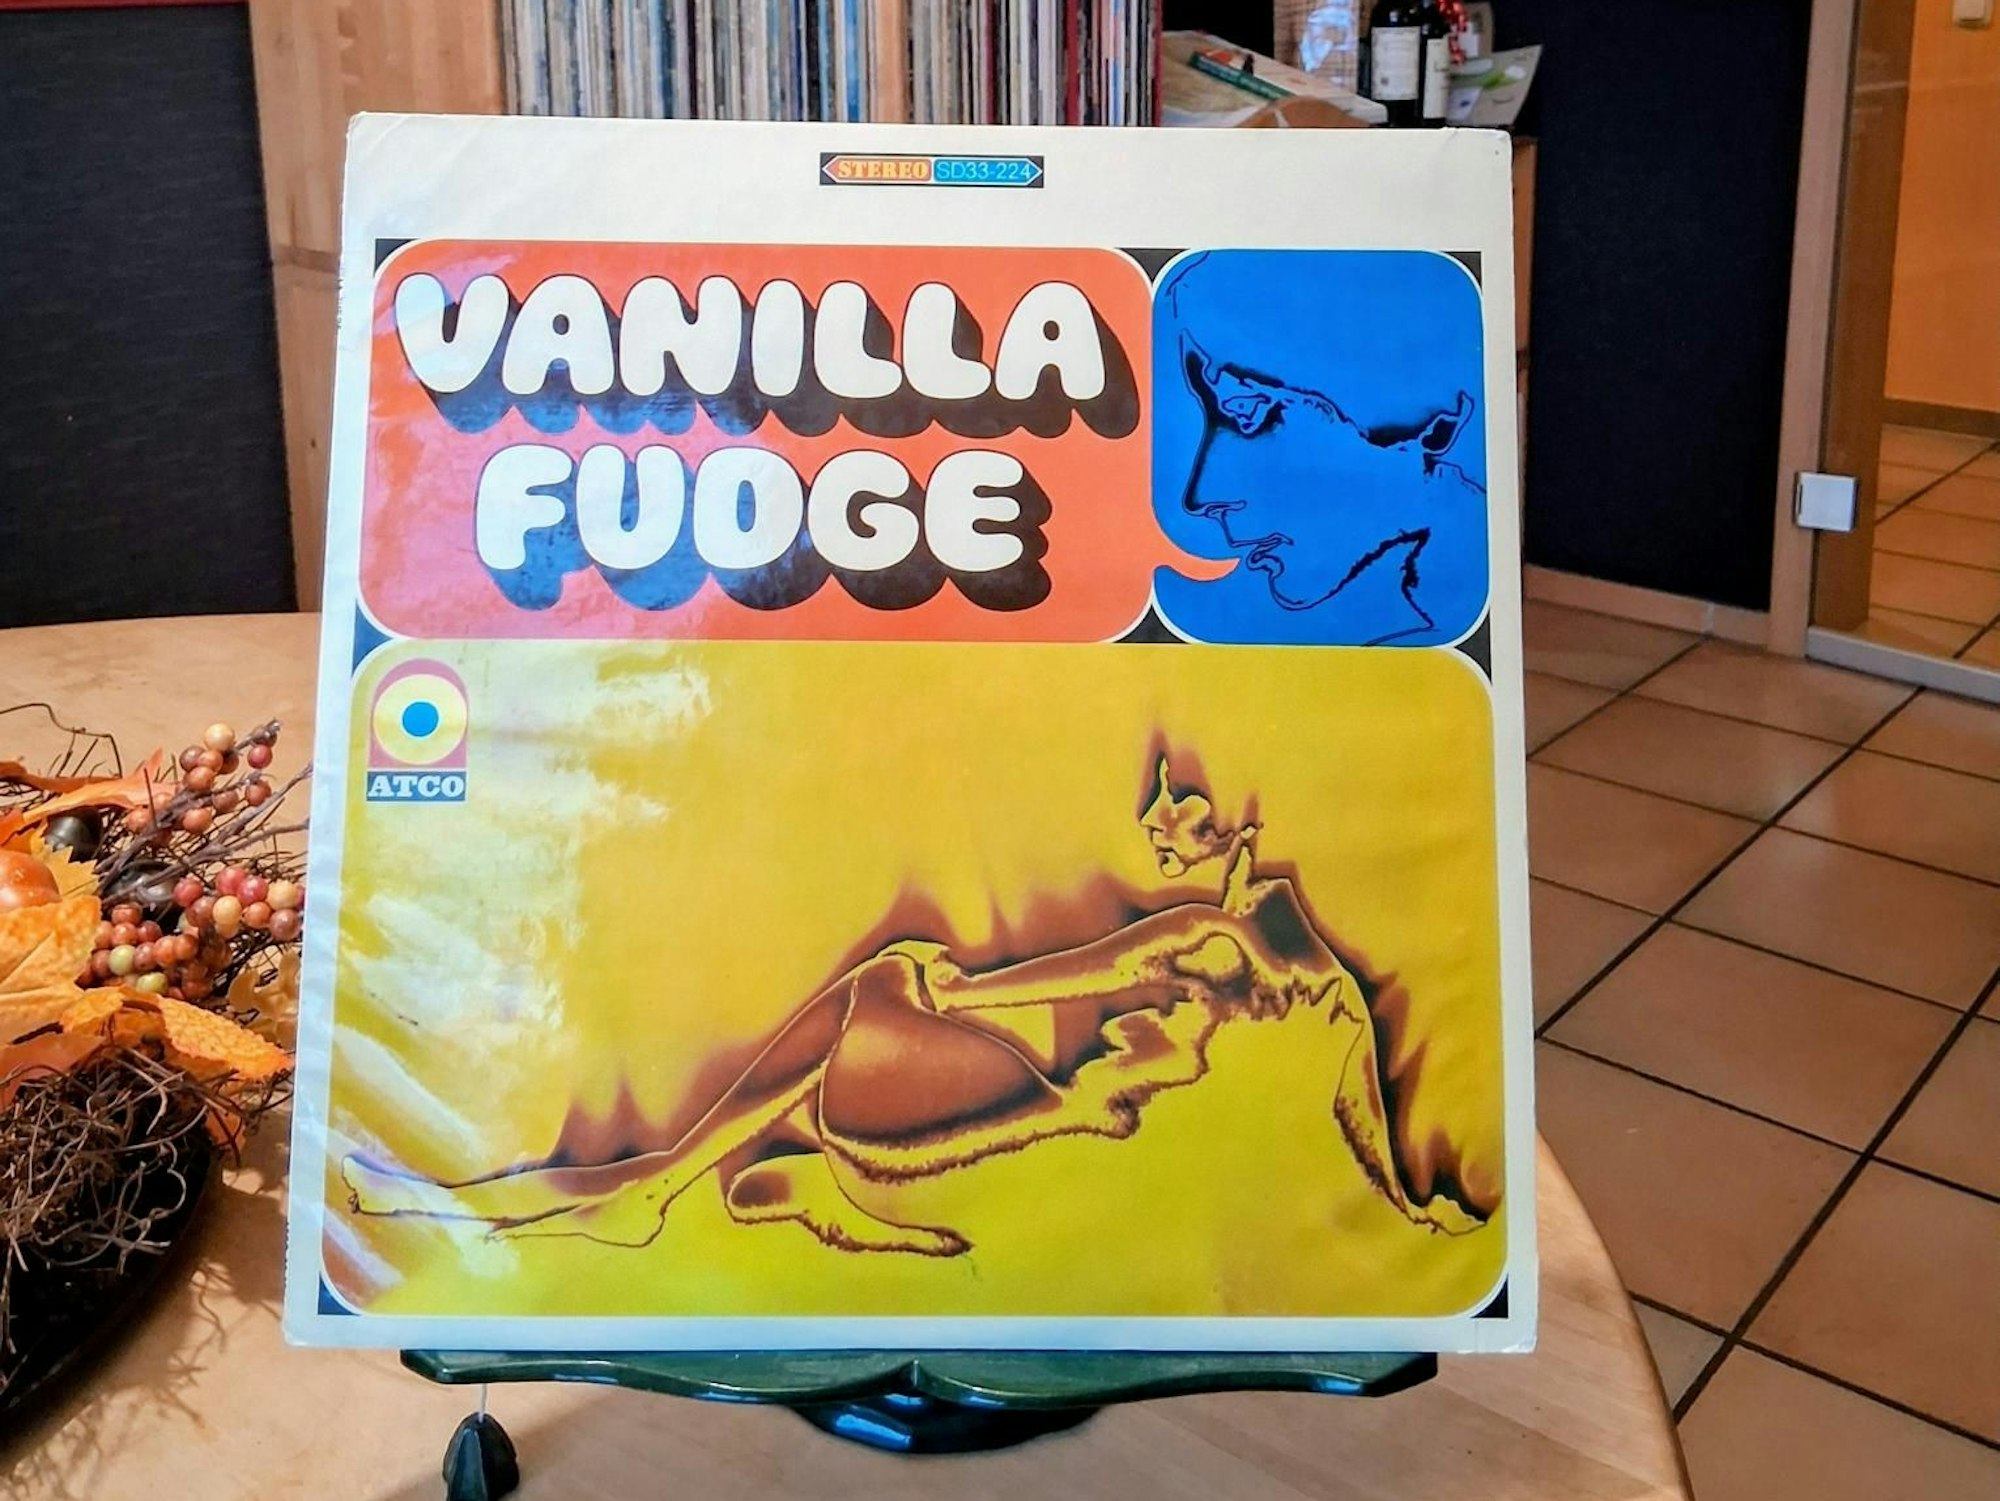 STEREO SD33-224
VANILLA
FUDGE
ATCO